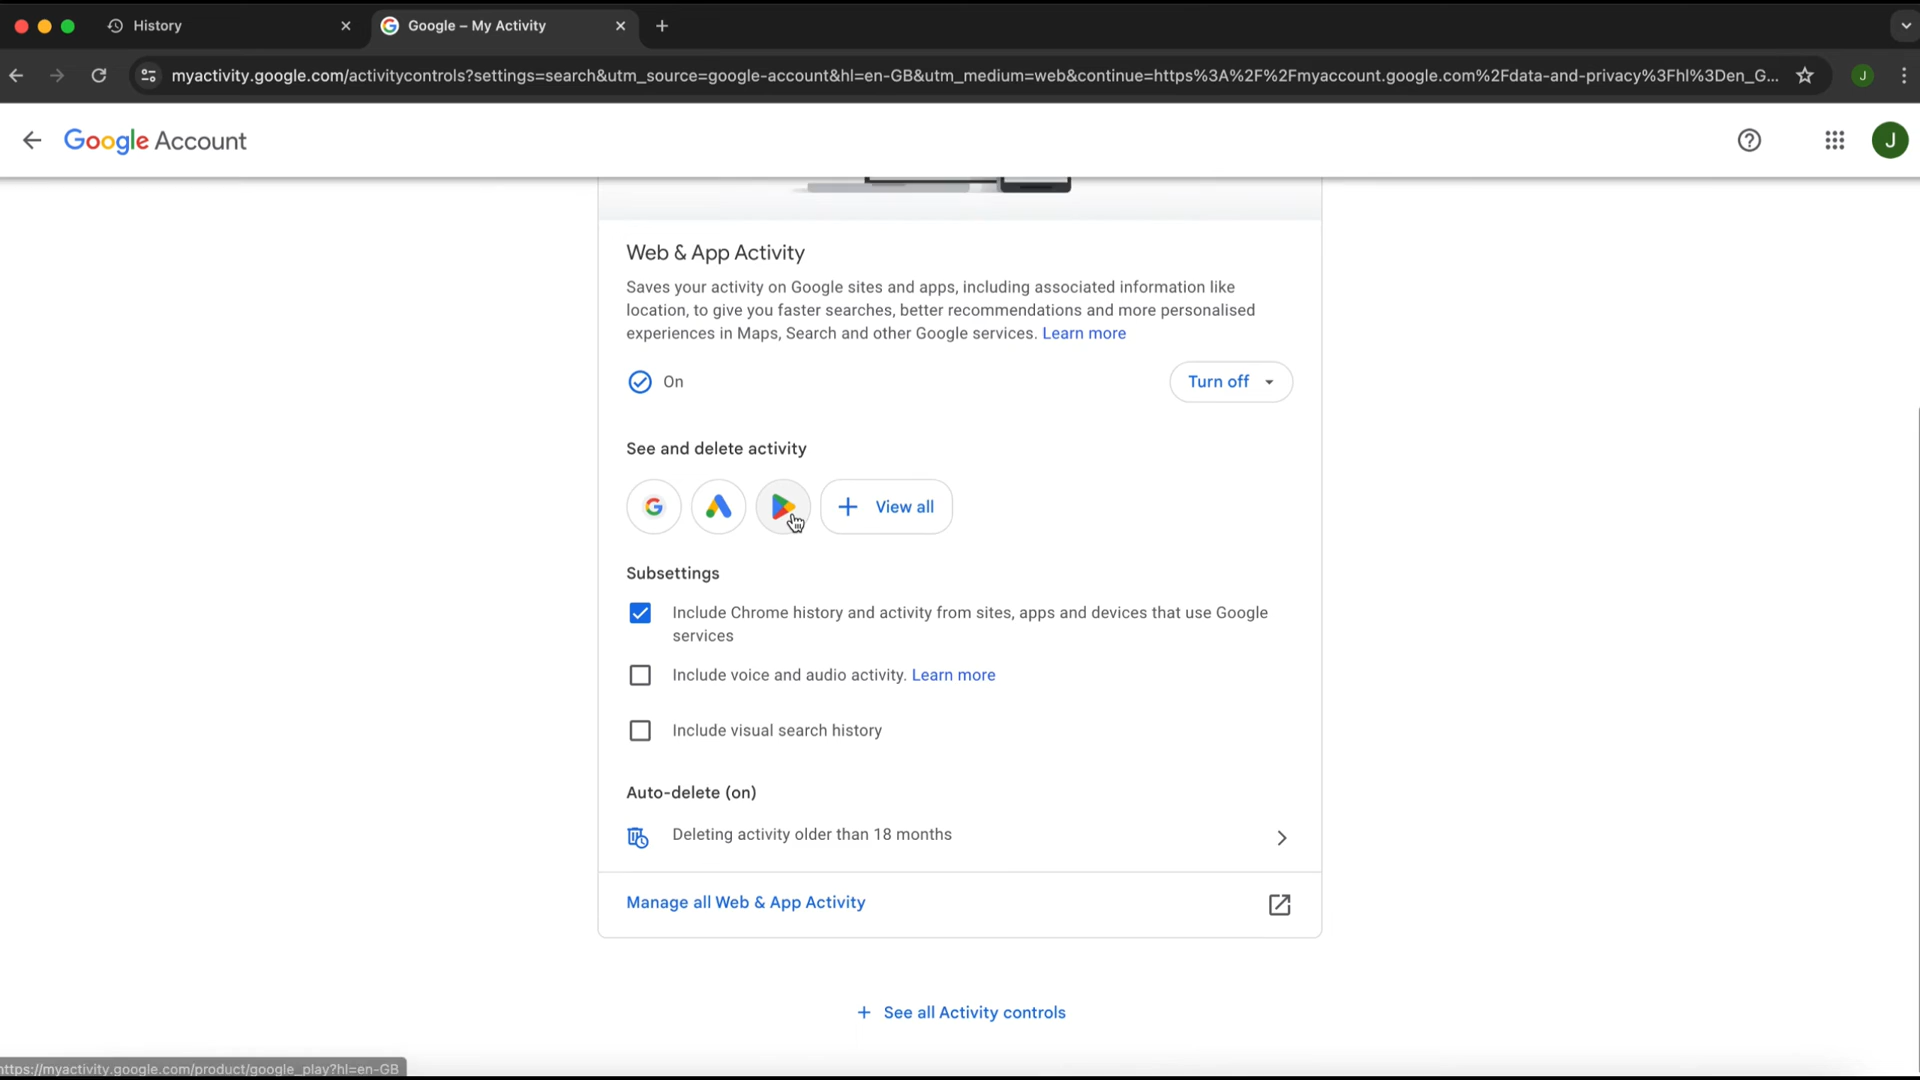 History
Google – My Activity
myactivity.google.com/activitycontrols?settings=search&utm_source=google-account&hl=en-GB&utm_medium=web&continue=https%3A%2F%2Fmyaccount.google.com%2Fdata-and-privacy%3Fhl%3Den_G...
J
Google Account
J
Web & App Activity
Saves your activity on Google sites and apps, including associated information like
location, to give you faster searches, better recommendations and more personalised
experiences in Maps, Search and other Google services. Learn more
On
Turn off
See and delete activity
View all
Subsettings
Include Chrome history and activity from sites, apps and devices that use Google
services
Include voice and audio activity. Learn more
Include visual search history
Auto-delete (on)
Deleting activity older than 18 months
Manage all Web & App Activity
See all Activity controls
https://myactivity.google.com/product/google_play?hl=en-GB